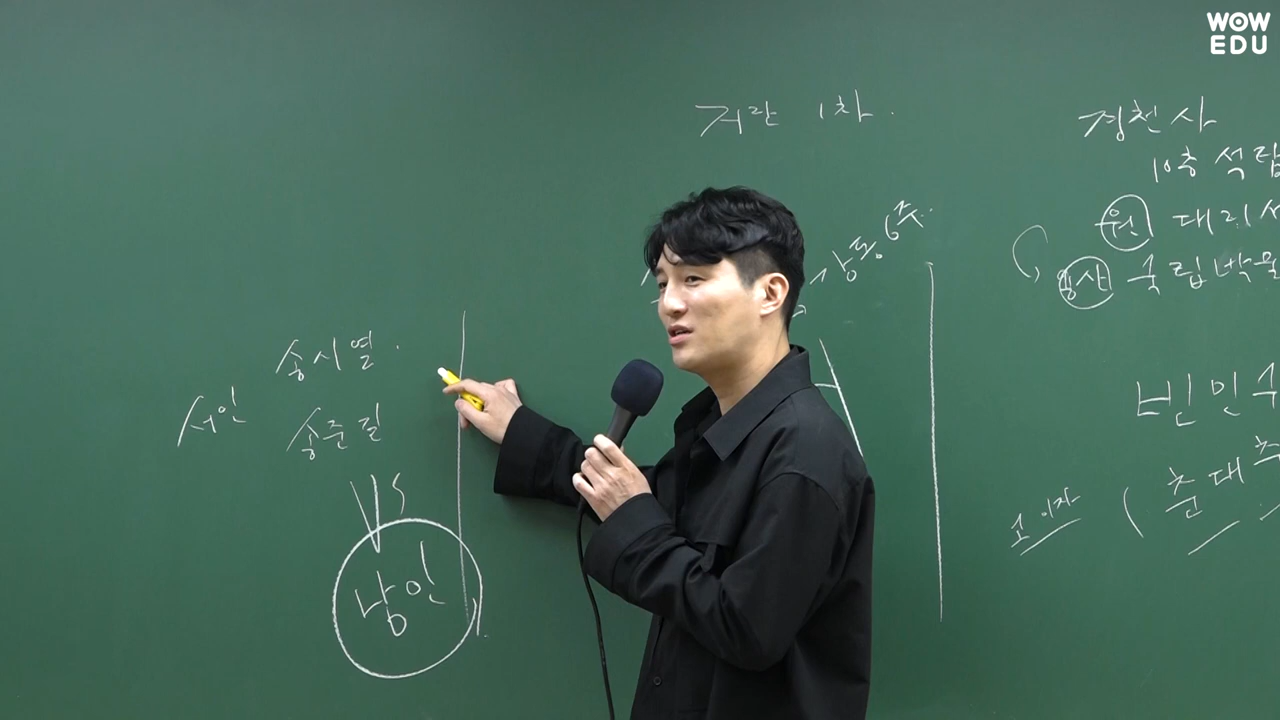 WOW
EDU
송시열.
서인
송준길
VS
남인
거란 1차.
강동 6주..
경천사
10층 석탑
원 대리석
용산 국립박물
빈민구
고 이자
(춘대추